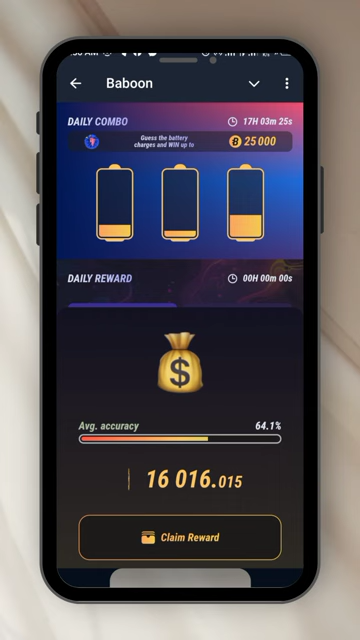 Baboon
DAILY COMBO
17H 03m 25s
Guess the battery
charges and WIN up to
25 000
DAILY REWARD
00H 00m 00s
$
Avg. accuracy
64.1%
16 016.015
Claim Reward